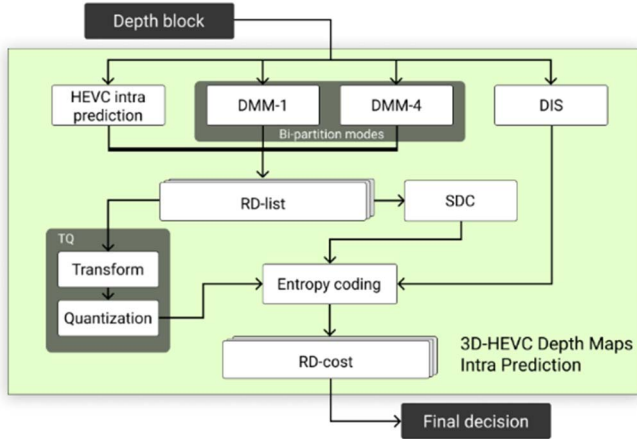 Depth block
HEVC intra
prediction
DMM-1
DMM-4
DIS
Bi-partition modes
RD-list
SDC
TQ
Transform
Quantization
Entropy coding
RD-cost
3D-HEVC Depth Maps
Intra Prediction
Final decision